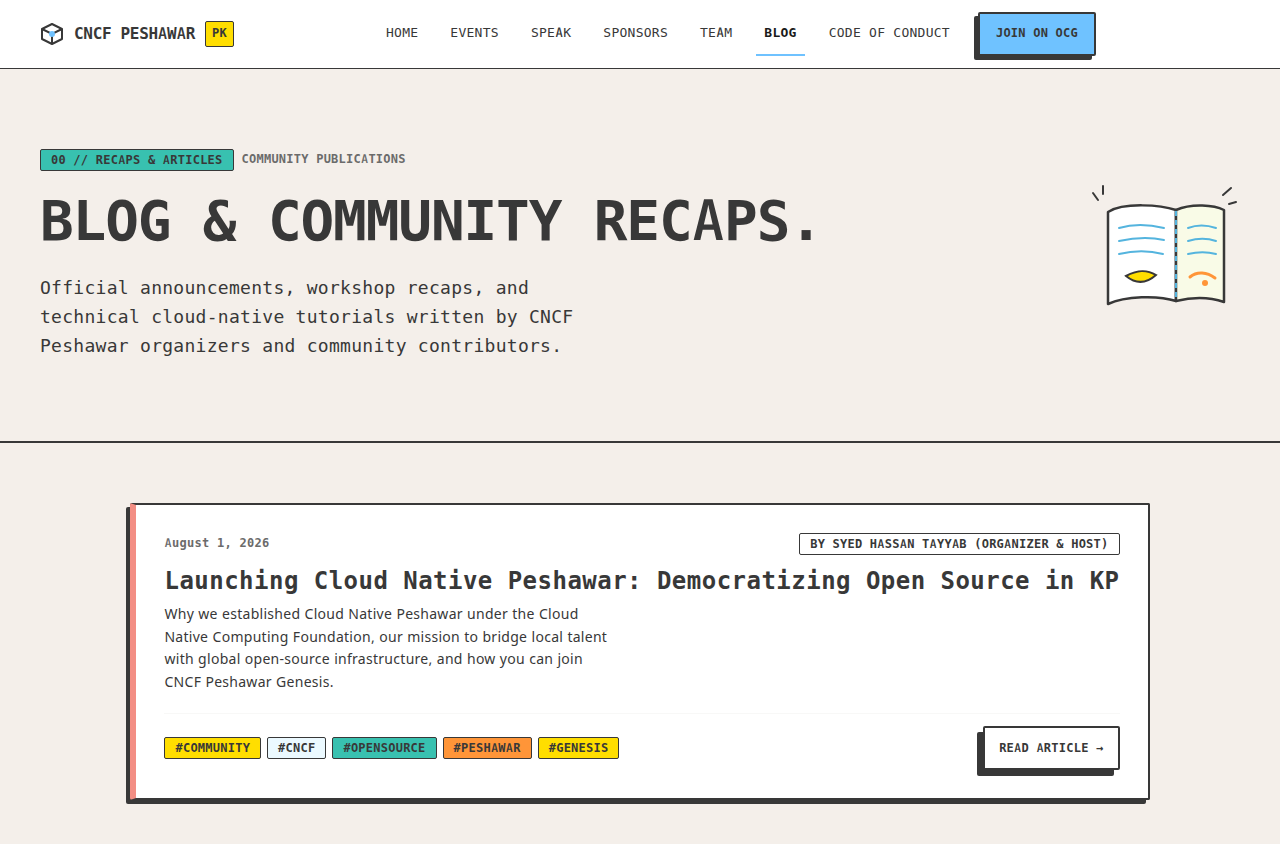 CNCF PESHAWAR PK
HOME EVENTS SPEAK SPONSORS TEAM BLOG CODE OF CONDUCT JOIN ON OCG
00 // RECAPS & ARTICLES COMMUNITY PUBLICATIONS
BLOG & COMMUNITY RECAPS.
Official announcements, workshop recaps, and
technical cloud-native tutorials written by CNCF
Peshawar organizers and community contributors.
August 1, 2026 BY SYED HASSAN TAYYAB (ORGANIZER & HOST)
Launching Cloud Native Peshawar: Democratizing Open Source in KP
Why we established Cloud Native Peshawar under the Cloud
Native Computing Foundation, our mission to bridge local talent
with global open-source infrastructure, and how you can join
CNCF Peshawar Genesis.
#COMMUNITY #CNCF #OPENSOURCE #PESHAWAR #GENESIS READ ARTICLE →